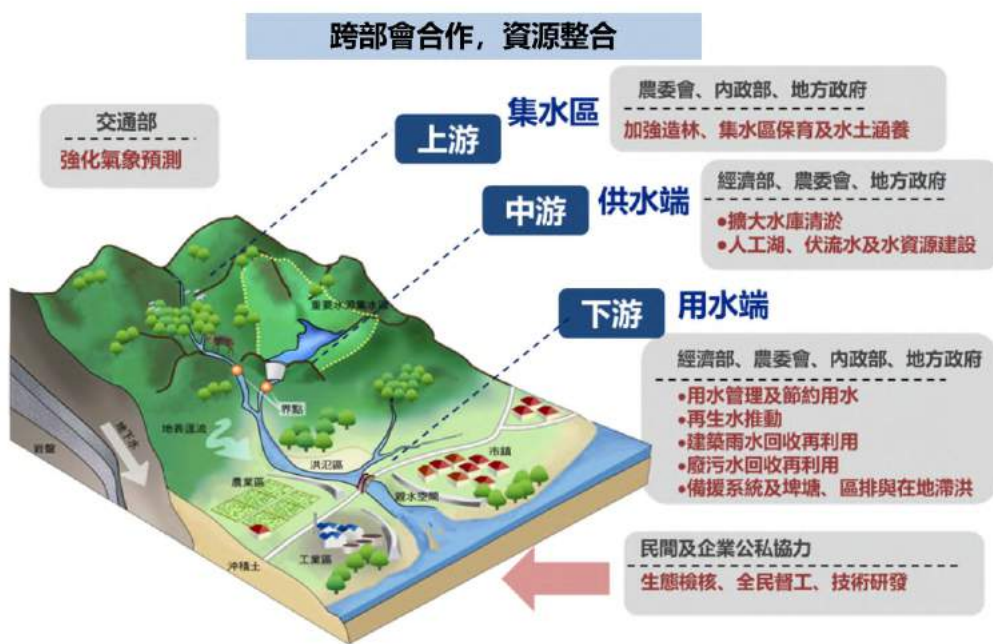 跨部會合作，資源整合
交通部
強化氣象預測
上游
集水區
農委會、內政部、地方政府
加強造林、集水區保育及水土涵養
中游
供水端
經濟部、農委會、地方政府
•擴大水庫清淤
•人工湖、伏流水及水資源建設
下游
用水端
經濟部、農委會、內政部、地方政府
•用水管理及節約用水
•再生水推動
•建築雨水回收再利用
•廢污水回收再利用
•備援系統及埤塘、區排與在地滯洪
民間及企業公私協力
生態檢核、全民督工、技術研發
重要水源集水區
界點
地表逕流
地下水
岩盤
洪氾區
市鎮
農業區
親水空間
工業區
沖積土